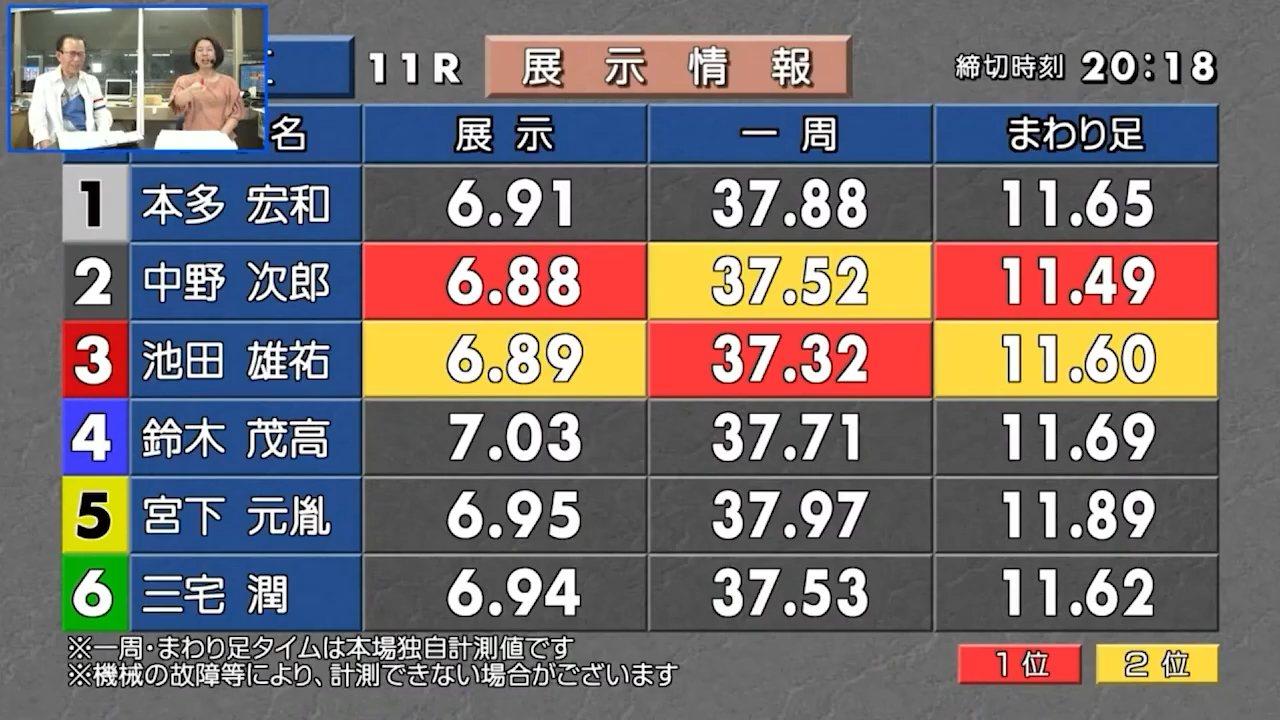 11R 展示情報 締切時刻 20:18
名 展示 一周 まわり足
1 本多 宏和 6.91 37.88 11.65
2 中野 次郎 6.88 37.52 11.49
3 池田 雄祐 6.89 37.32 11.60
4 鈴木 茂高 7.03 37.71 11.69
5 宮下 元胤 6.95 37.97 11.89
6 三宅 潤 6.94 37.53 11.62
※一周・まわり足タイムは本場独自計測値です
※機械の故障等により、計測できない場合がございます
1位 2位